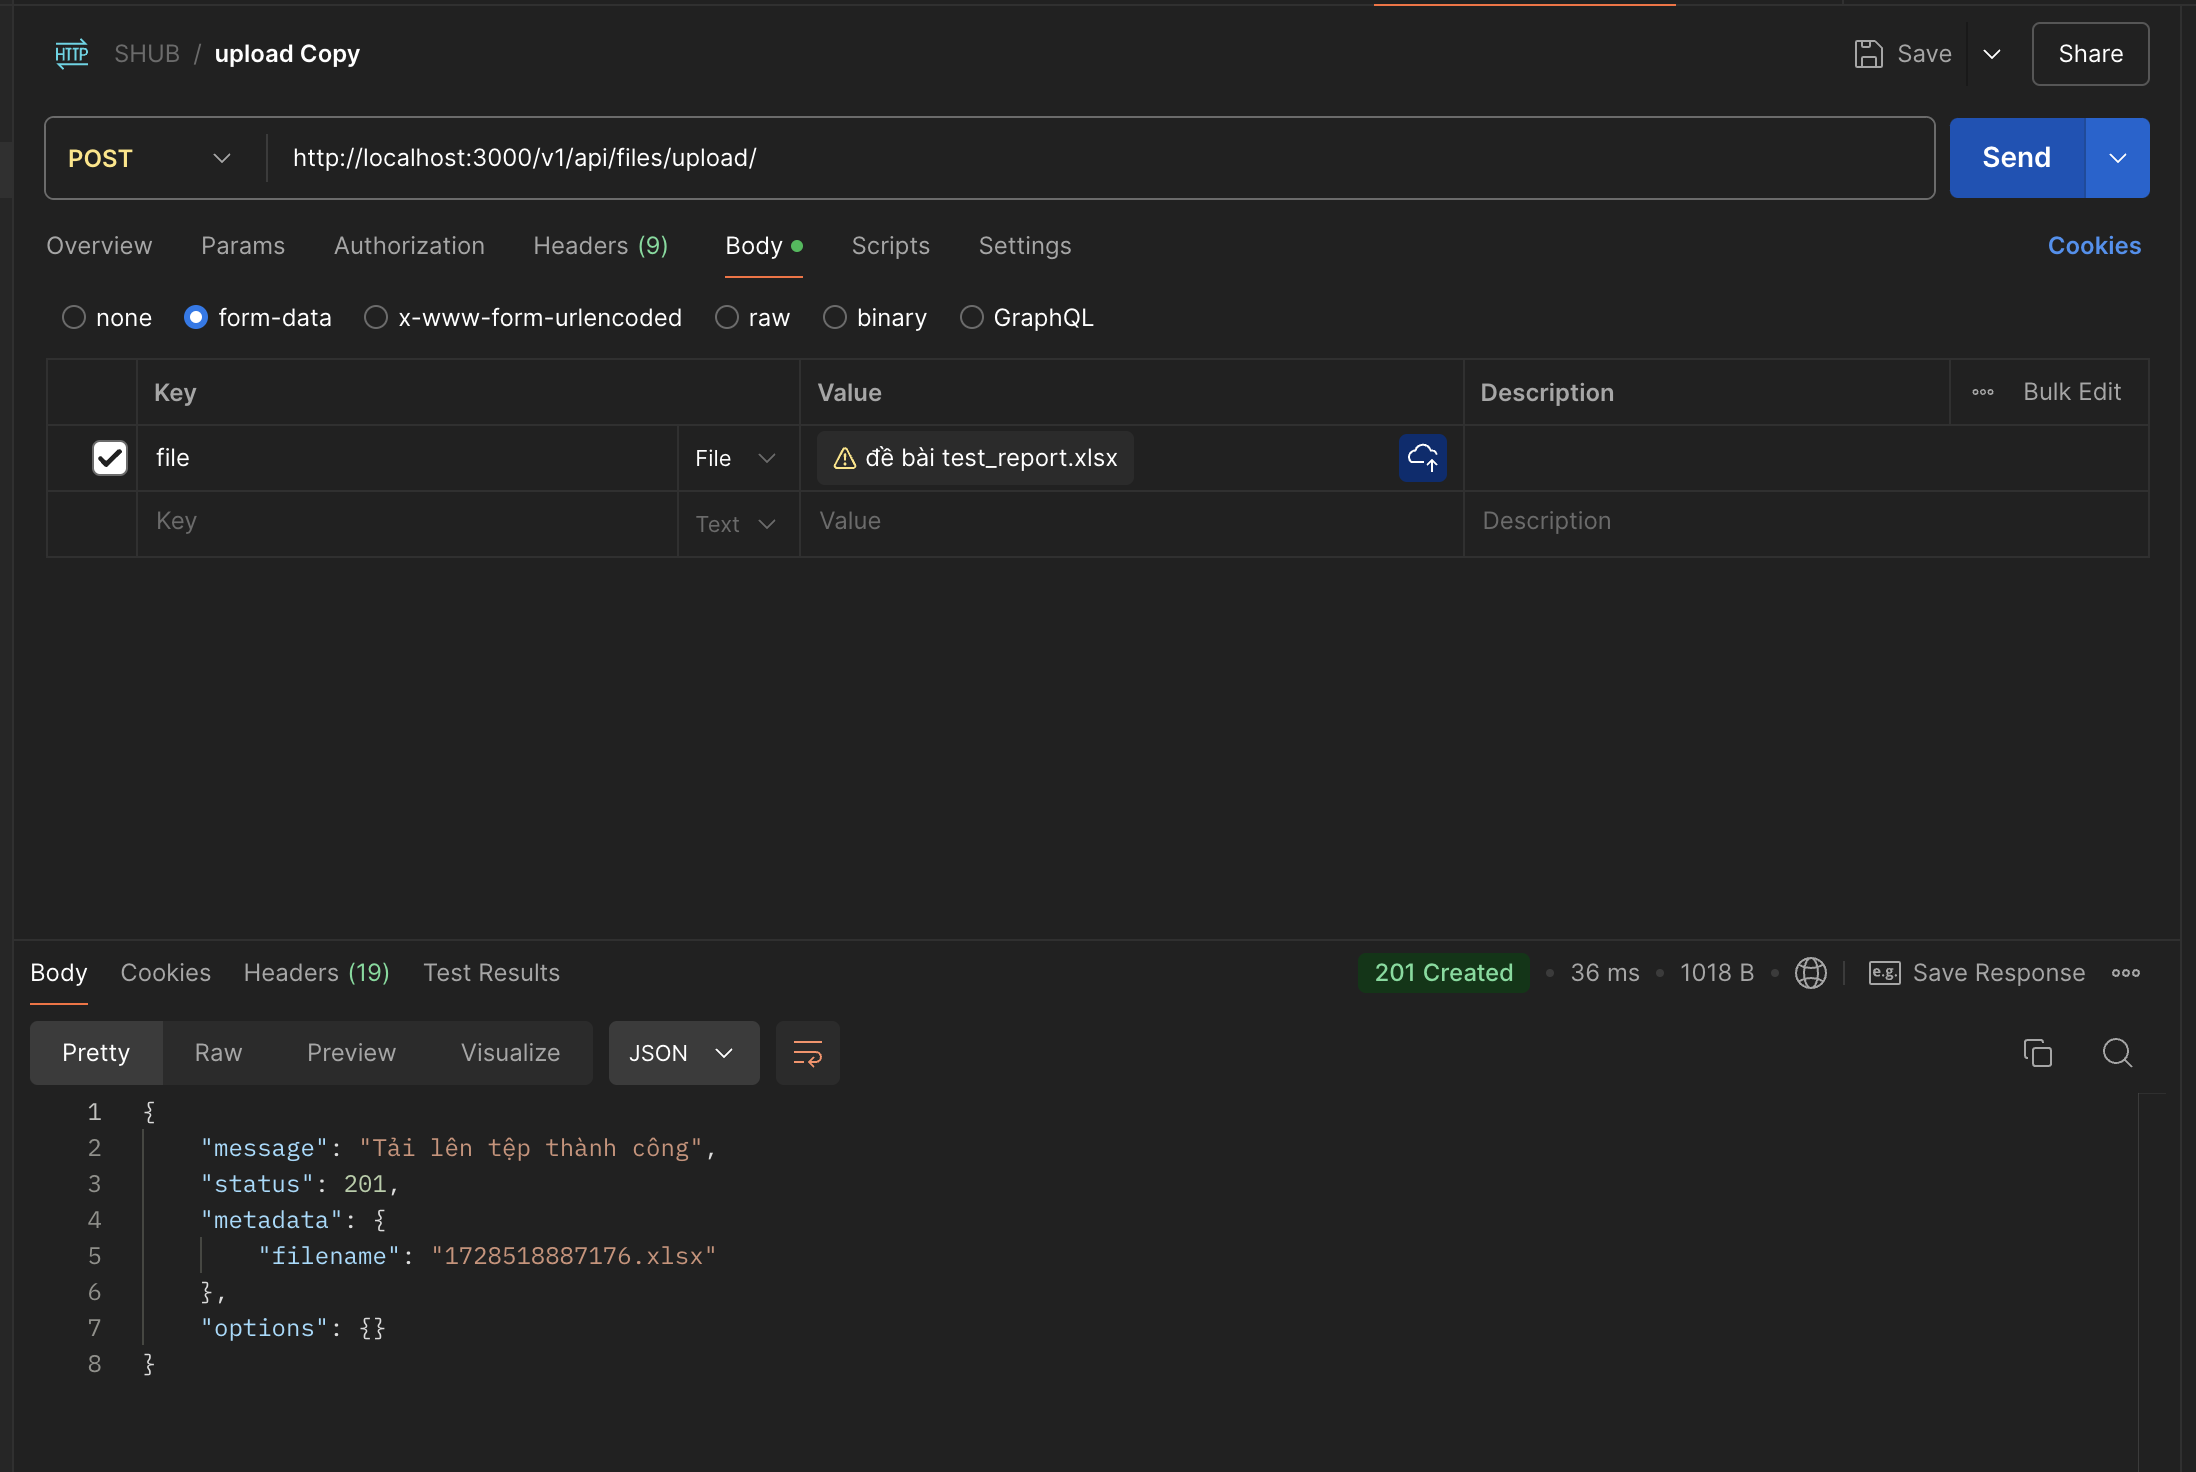 HTTP SHUB / upload Copy Save Share
POST http://localhost:3000/v1/api/files/upload/ Send
Overview Params Authorization Headers (9) Body Scripts Settings Cookies
none form-data x-www-form-urlencoded raw binary GraphQL
Key Value Description Bulk Edit
file File đề bài test_report.xlsx
Key Text Value Description
Body Cookies Headers (19) Test Results 201 Created 36 ms 1018 B e.g. Save Response
Pretty Raw Preview Visualize JSON
1 {
2 "message": "Tải lên tệp thành công",
3 "status": 201,
4 "metadata": {
5 "filename": "1728518887176.xlsx"
6 },
7 "options": {}
8 }